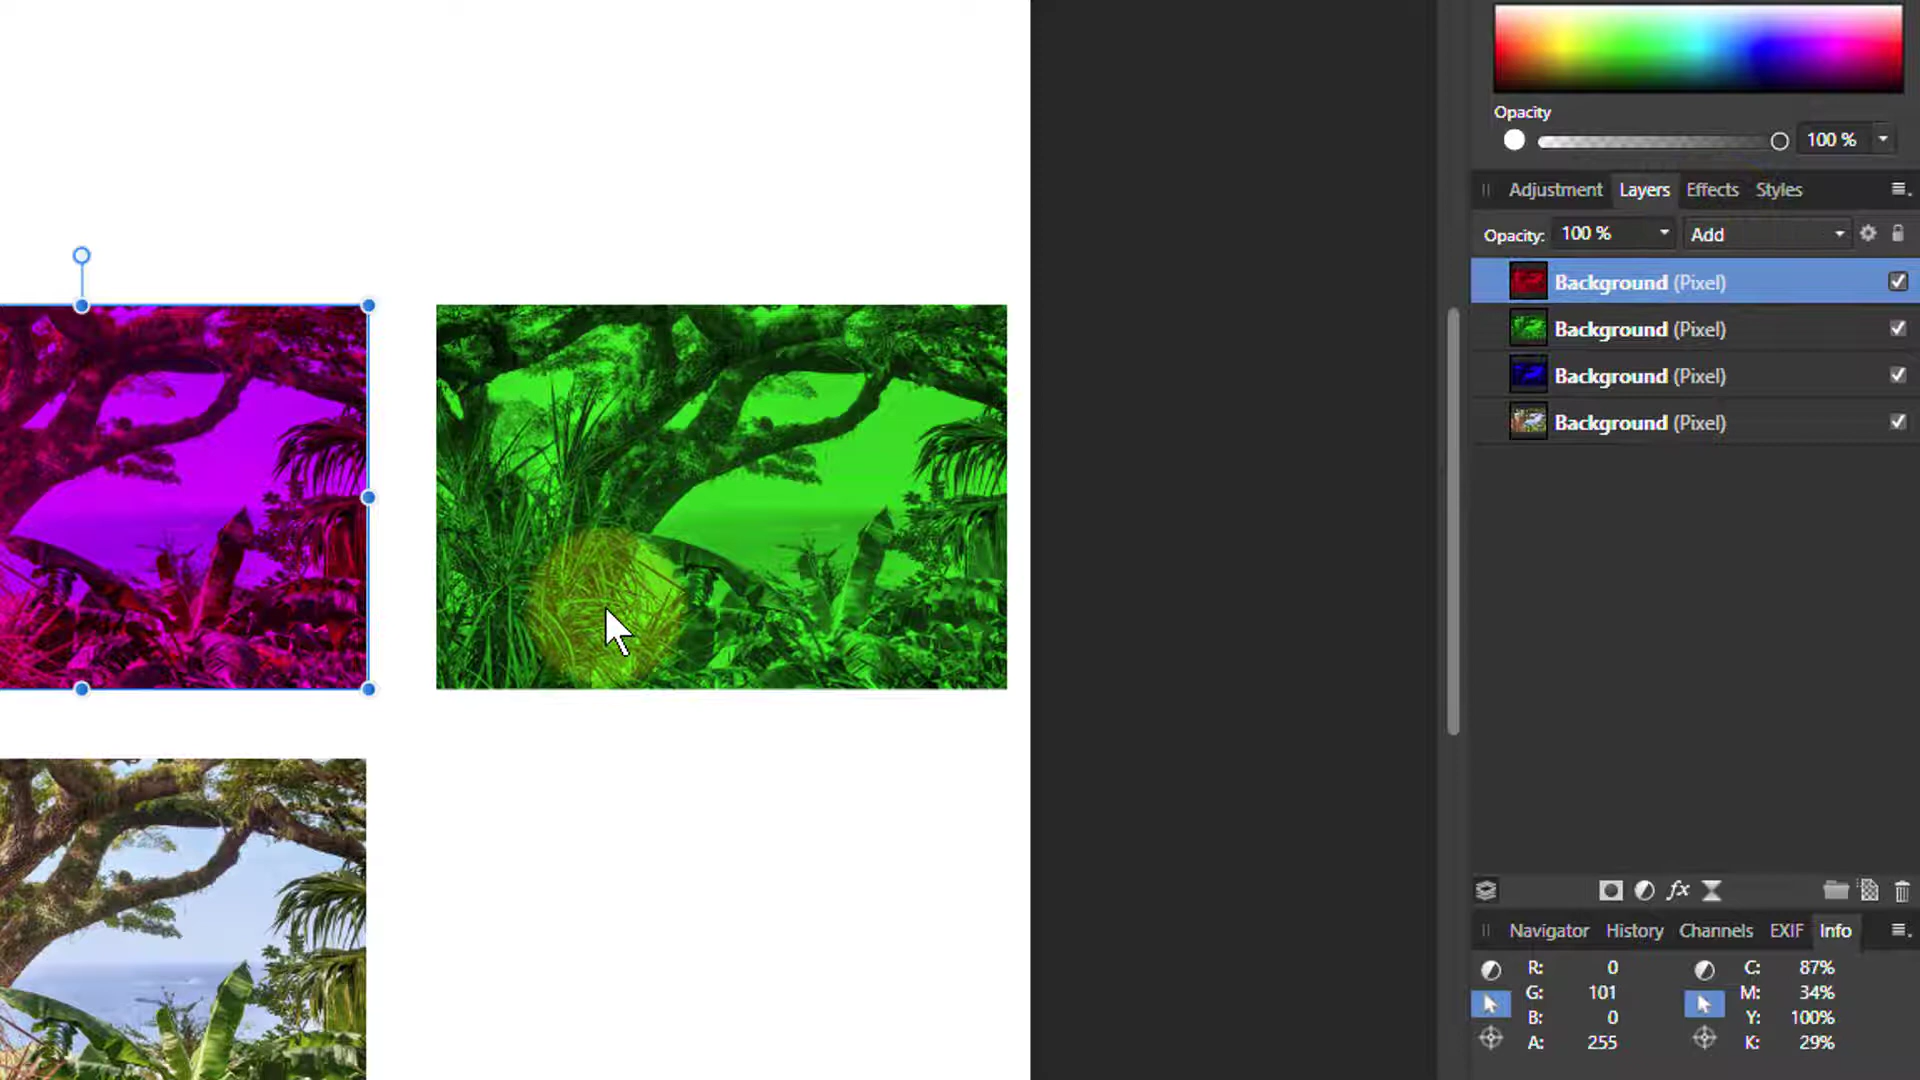 Opacity
100 %
Adjustment Layers Effects Styles
Opacity: 100 % Add
Background (Pixel)
Background (Pixel)
Background (Pixel)
Background (Pixel)
fx
Navigator History Channels EXIF Info
R: 0 C: 87%
G: 101 M: 34%
B: 0 Y: 100%
A: 255 K: 29%